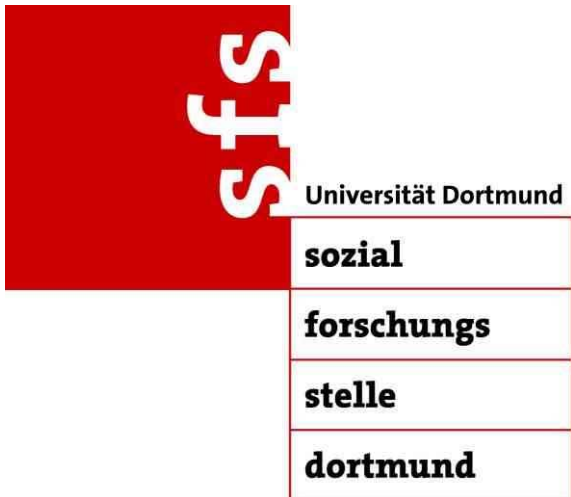 sfs
Universität Dortmund
sozial
forschungs
stelle
dortmund